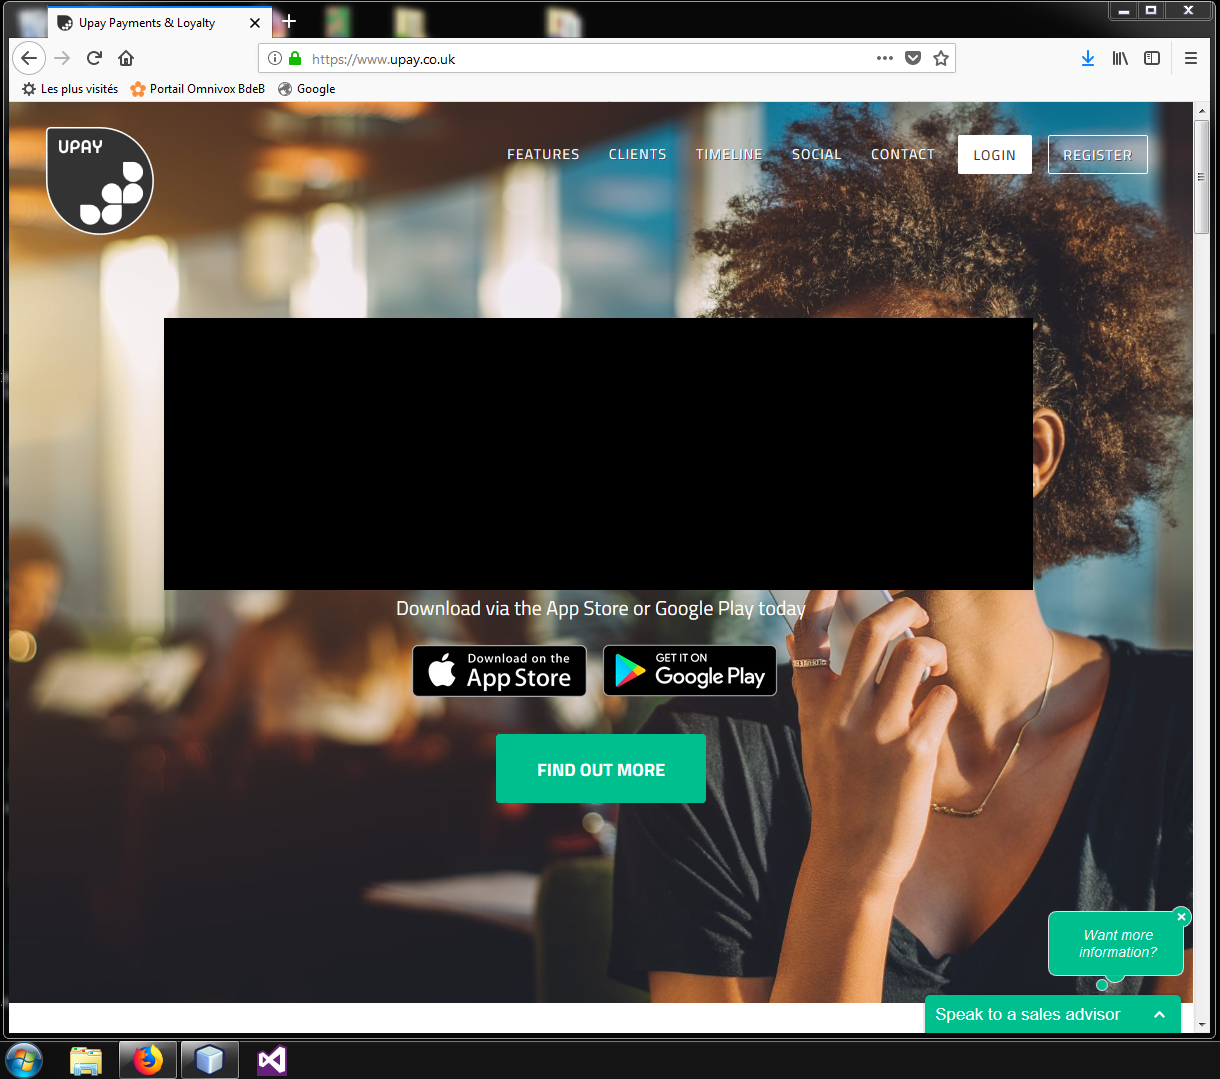 Upay Payments & Loyalty
https://www.upay.co.uk
Les plus visités
Portail Omnivox BdeB
Google
UPAY
FEATURES
CLIENTS
TIMELINE
SOCIAL
CONTACT
LOGIN
REGISTER
Download via the App Store or Google Play today
Download on the
App Store
GET IT ON
Google Play
FIND OUT MORE
Want more
information?
Speak to a sales advisor